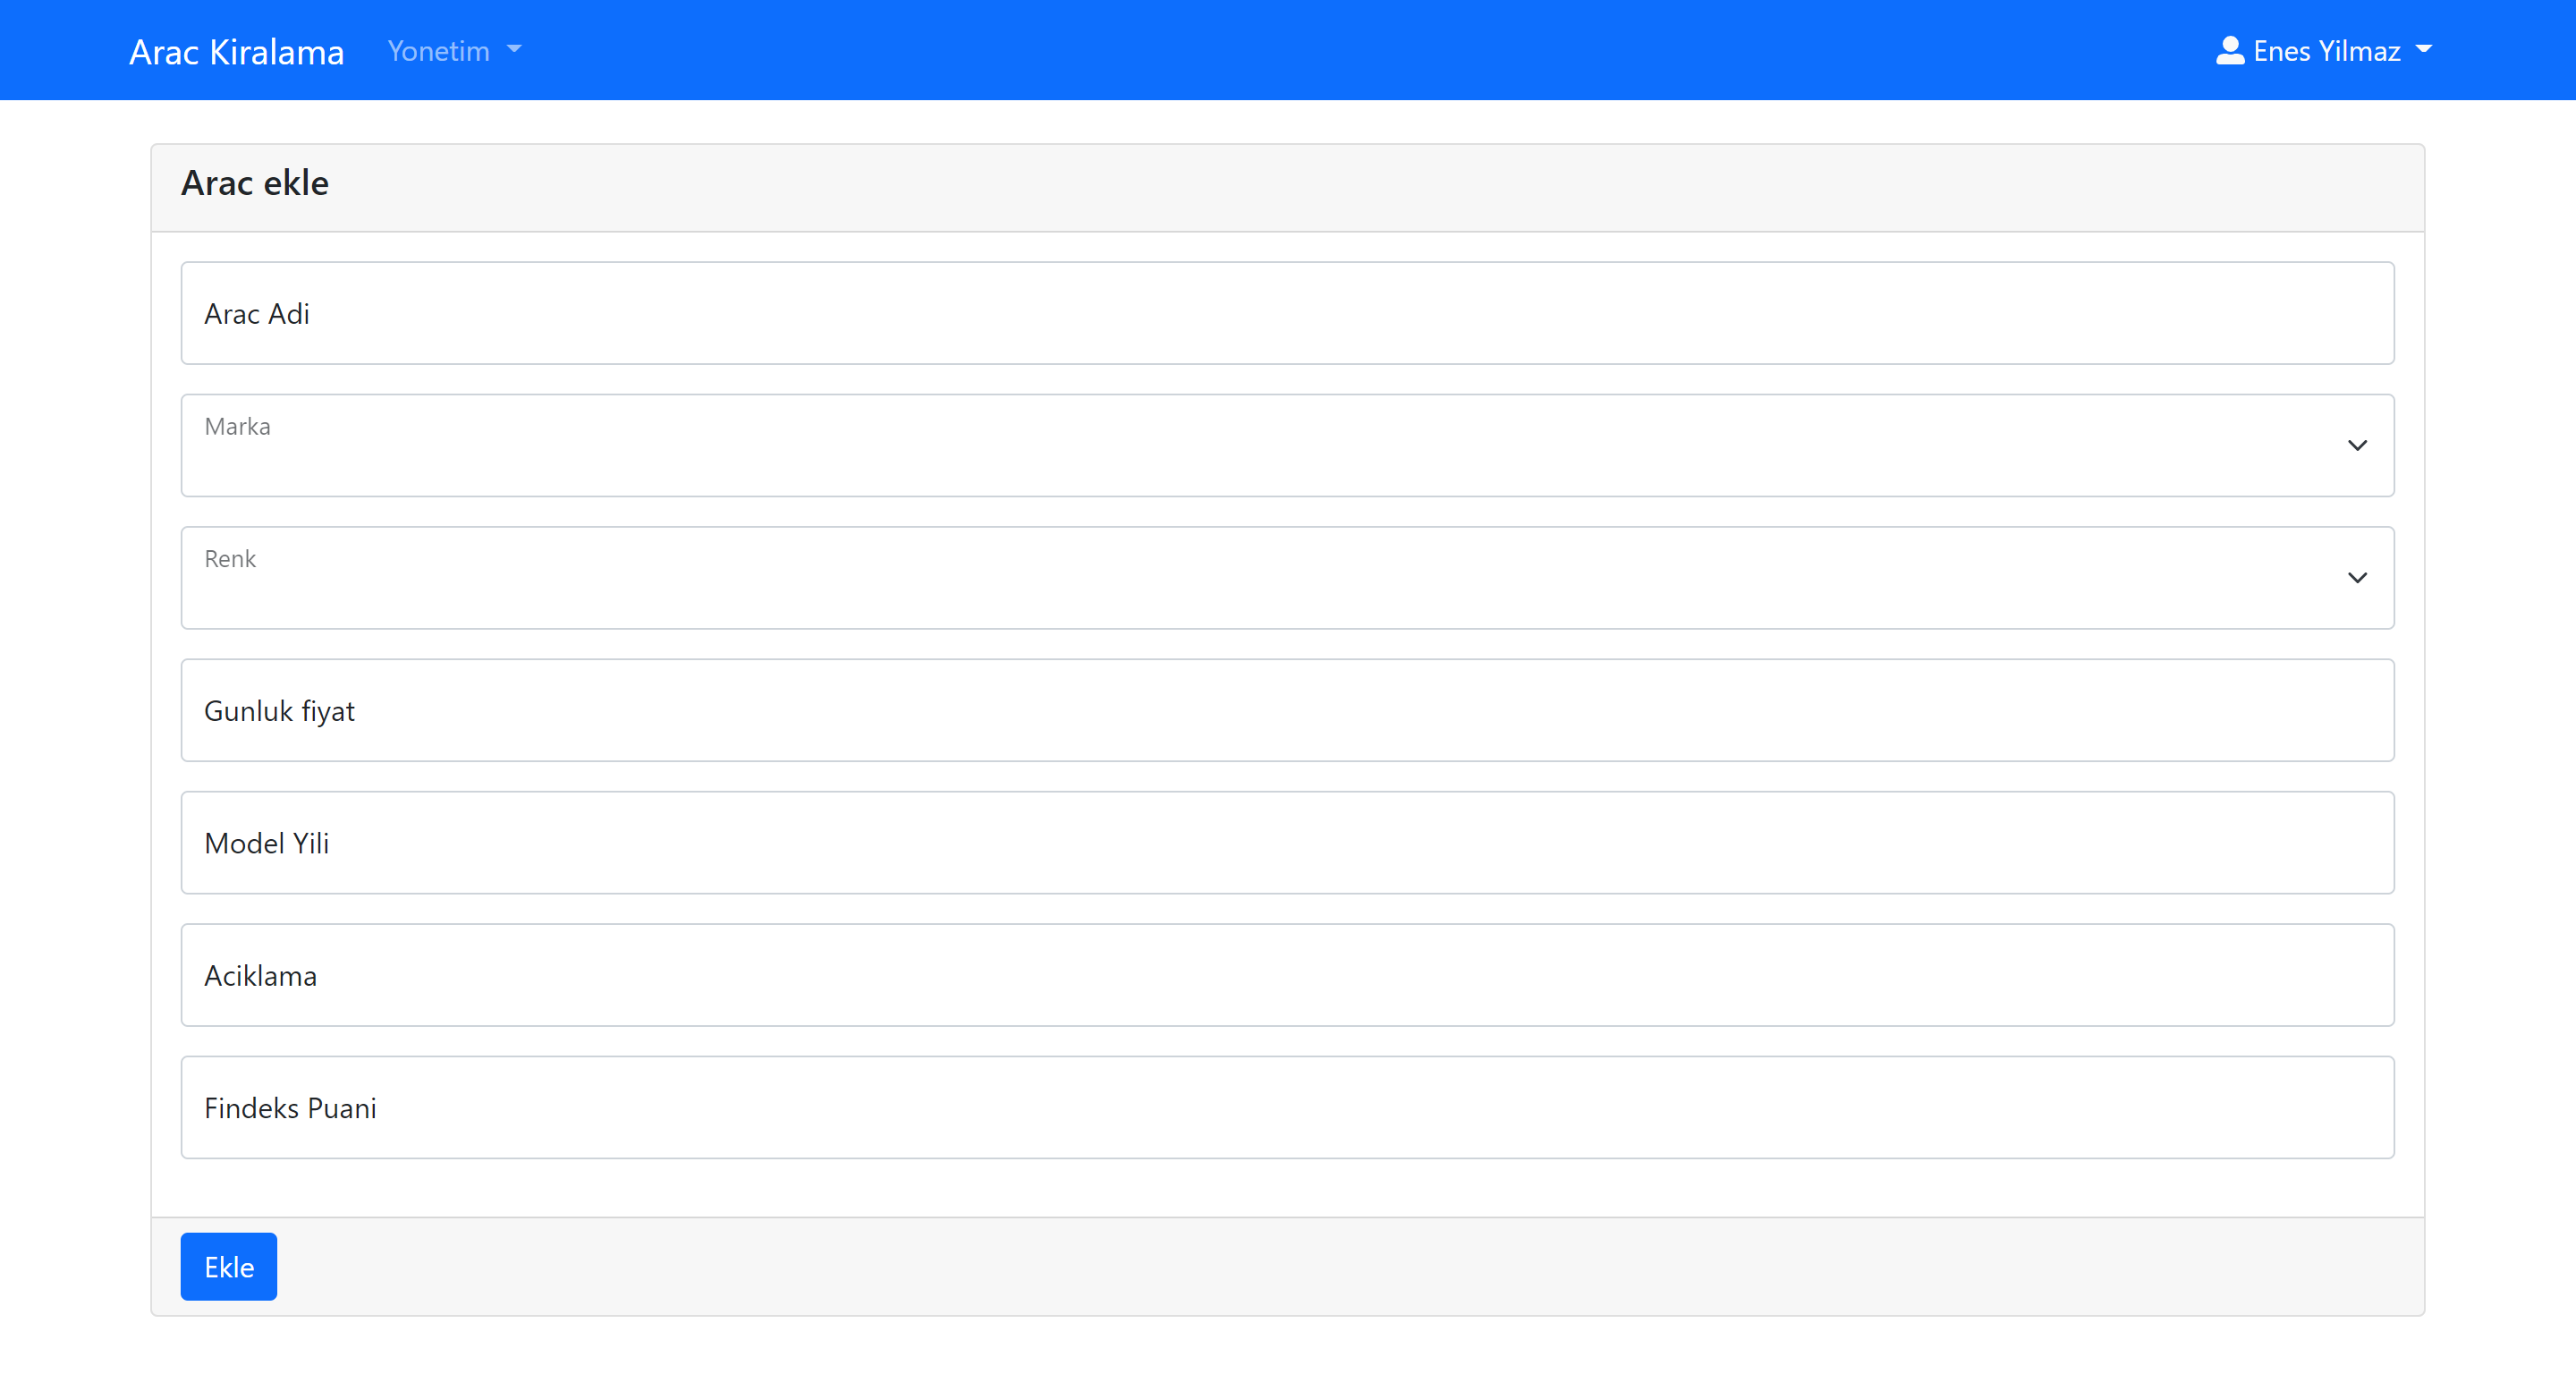 Arac Kiralama Yonetim Enes Yilmaz
Arac ekle
Arac Adi
Marka
Renk
Gunluk fiyat
Model Yili
Aciklama
Findeks Puani
Ekle